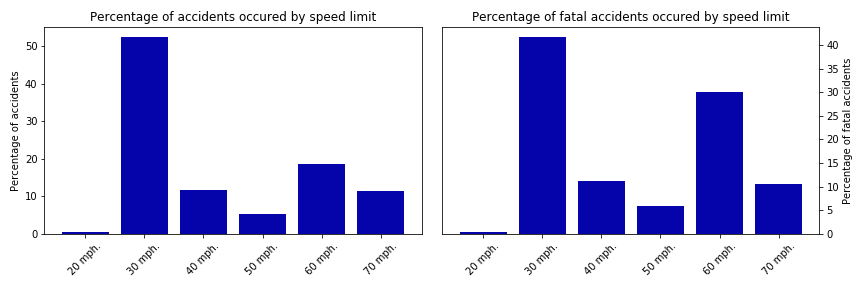 Percentage of accidents occured by speed limit
Percentage of accidents
50
40
30
20
10
0
20 mph.
30 mph.
40 mph.
50 mph.
60 mph.
70 mph.
Percentage of fatal accidents occured by speed limit
Percentage of fatal accidents
40
35
30
25
20
15
10
5
0
20 mph.
30 mph.
40 mph.
50 mph.
60 mph.
70 mph.